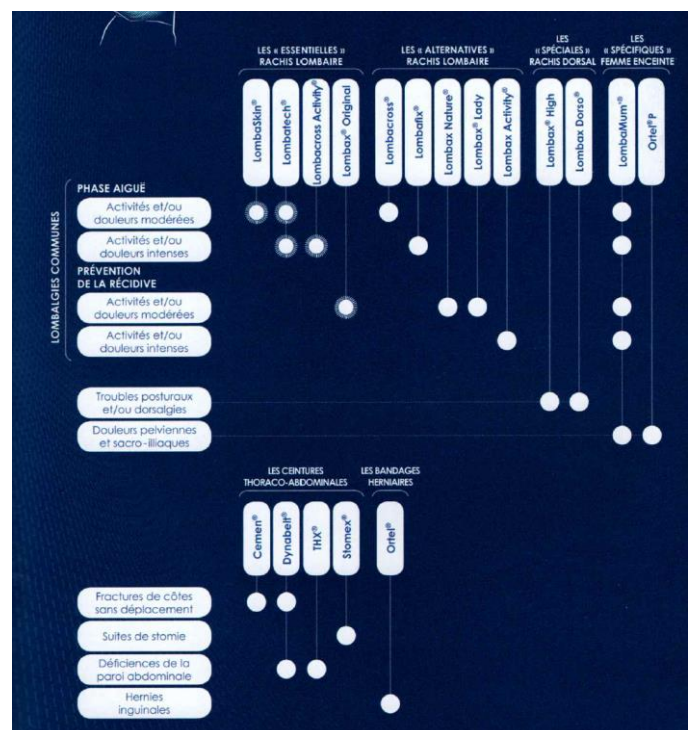 LES « ESSENTIELLES »
RACHIS LOMBAIRE
LES « ALTERNATIVES »
RACHIS LOMBAIRE
LES
« SPÉCIALES »
RACHIS DORSAL
LES
« SPÉCIFIQUES »
FEMME ENCEINTE
LombaSkin®
Lombatech®
Lombacross Activity®
Lombax® Original
Lombacross®
Lombafix®
Lombax Nature®
Lombax® Lady
Lombax Activity®
Lombax® High
Lombax Dorso®
LombaMum'®
Ortel® P
LOMBALGIES COMMUNES
PHASE AIGUË
Activités et/ou
douleurs modérées
Activités et/ou
douleurs intenses
PRÉVENTION
DE LA RÉCIDIVE
Activités et/ou
douleurs modérées
Activités et/ou
douleurs intenses
Troubles posturaux
et/ou dorsalgies
Douleurs pelviennes
et sacro-iliaques
LES CEINTURES
THORACO-ABDOMINALES
LES BANDAGES
HERNIAIRES
Cemen®
Dynabelt®
THX®
Stomex®
Ortel®
Fractures de côtes
sans déplacement
Suites de stomie
Déficiences de la
paroi abdominale
Hernies
inguinales